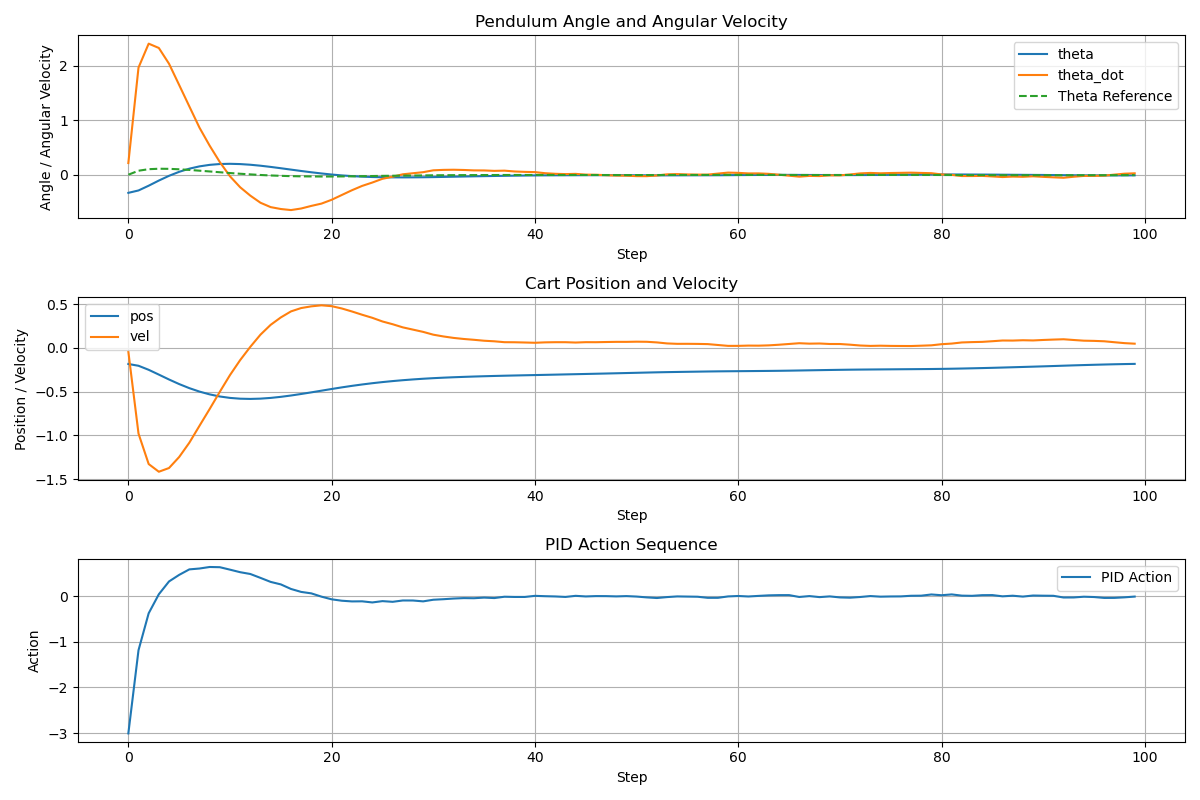 Pendulum Angle and Angular Velocity
Angle / Angular Velocity
2
1
0
theta
theta_dot
Theta Reference
0 20 40 60 80 100
Step
Cart Position and Velocity
Position / Velocity
0.5
0.0
−0.5
−1.0
−1.5
pos
vel
0 20 40 60 80 100
Step
PID Action Sequence
Action
0
−1
−2
−3
PID Action
0 20 40 60 80 100
Step